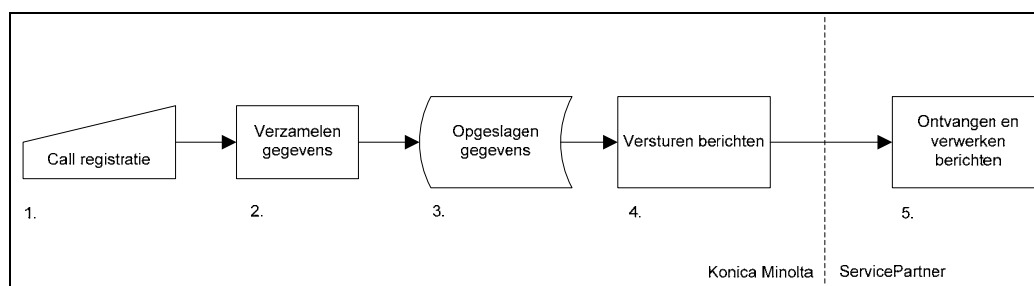 Call registratie
Verzamelen
gegevens
Opgeslagen
gegevens
Versturen berichten
Ontvangen en
verwerken
berichten
1.
2.
3.
4.
5.
Konica Minolta
ServicePartner